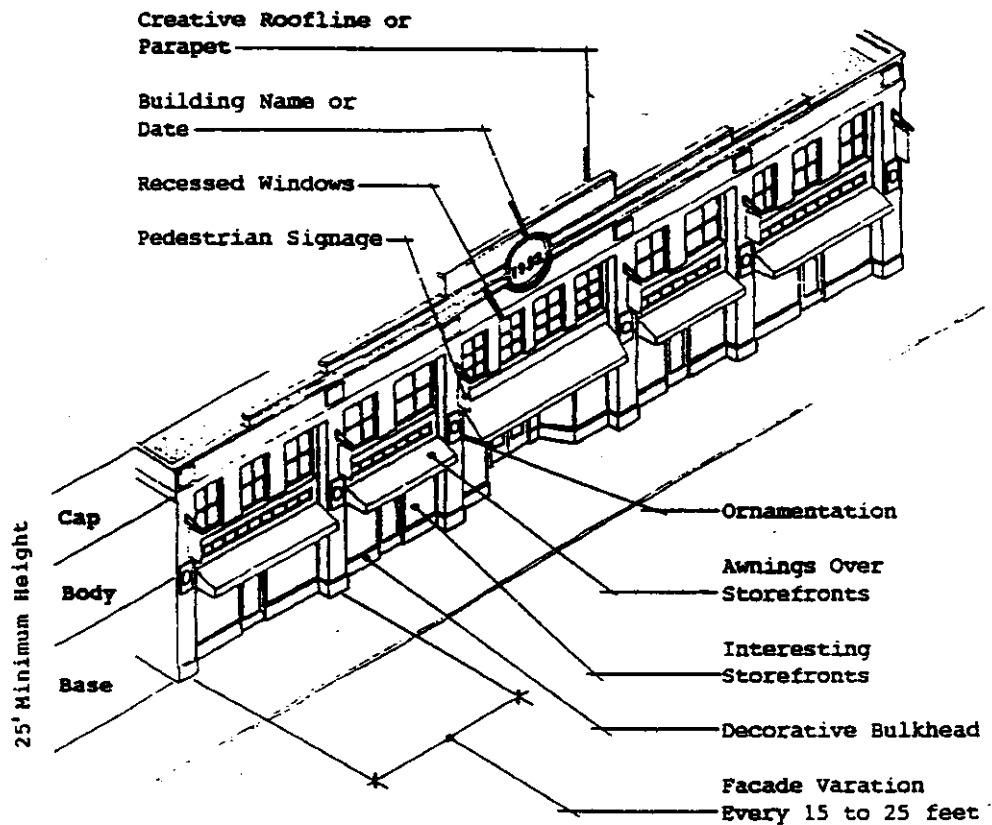 Creative Roofline or
Parapet
Building Name or
Date
Recessed Windows
Pedestrian Signage
Cap
Body
Base
25' Minimum Height
Ornamentation
Awnings Over
Storefronts
Interesting
Storefronts
Decorative Bulkhead
Facade Varation
Every 15 to 25 feet